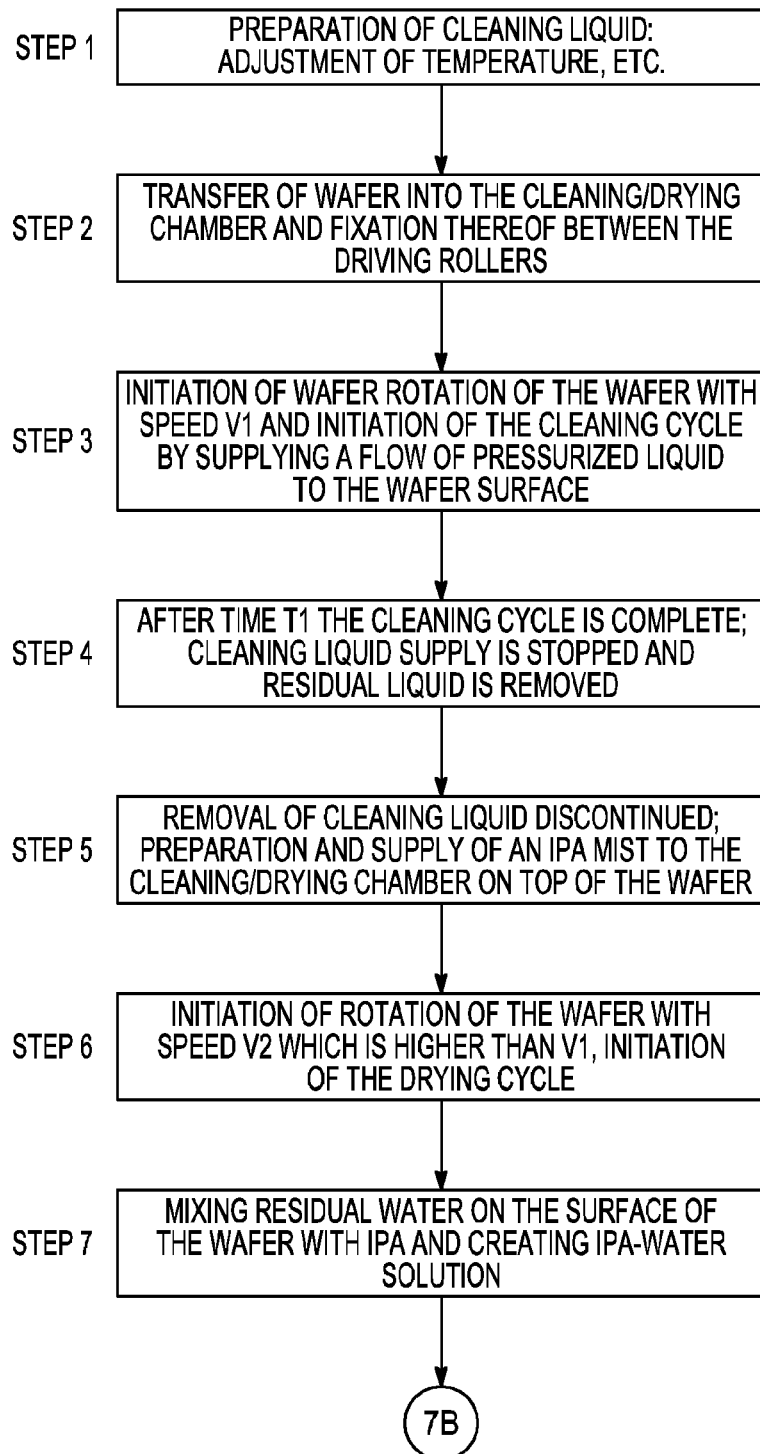 STEP 1
PREPARATION OF CLEANING LIQUID:
ADJUSTMENT OF TEMPERATURE, ETC.
STEP 2
TRANSFER OF WAFER INTO THE CLEANING/DRYING
CHAMBER AND FIXATION THEREOF BETWEEN THE
DRIVING ROLLERS
STEP 3
INITIATION OF WAFER ROTATION OF THE WAFER WITH
SPEED V1 AND INITIATION OF THE CLEANING CYCLE
BY SUPPLYING A FLOW OF PRESSURIZED LIQUID
TO THE WAFER SURFACE
STEP 4
AFTER TIME T1 THE CLEANING CYCLE IS COMPLETE;
CLEANING LIQUID SUPPLY IS STOPPED AND
RESIDUAL LIQUID IS REMOVED
STEP 5
REMOVAL OF CLEANING LIQUID DISCONTINUED;
PREPARATION AND SUPPLY OF AN IPA MIST TO THE
CLEANING/DRYING CHAMBER ON TOP OF THE WAFER
STEP 6
INITIATION OF ROTATION OF THE WAFER WITH
SPEED V2 WHICH IS HIGHER THAN V1, INITIATION
OF THE DRYING CYCLE
STEP 7
MIXING RESIDUAL WATER ON THE SURFACE OF
THE WAFER WITH IPA AND CREATING IPA-WATER
SOLUTION
7B